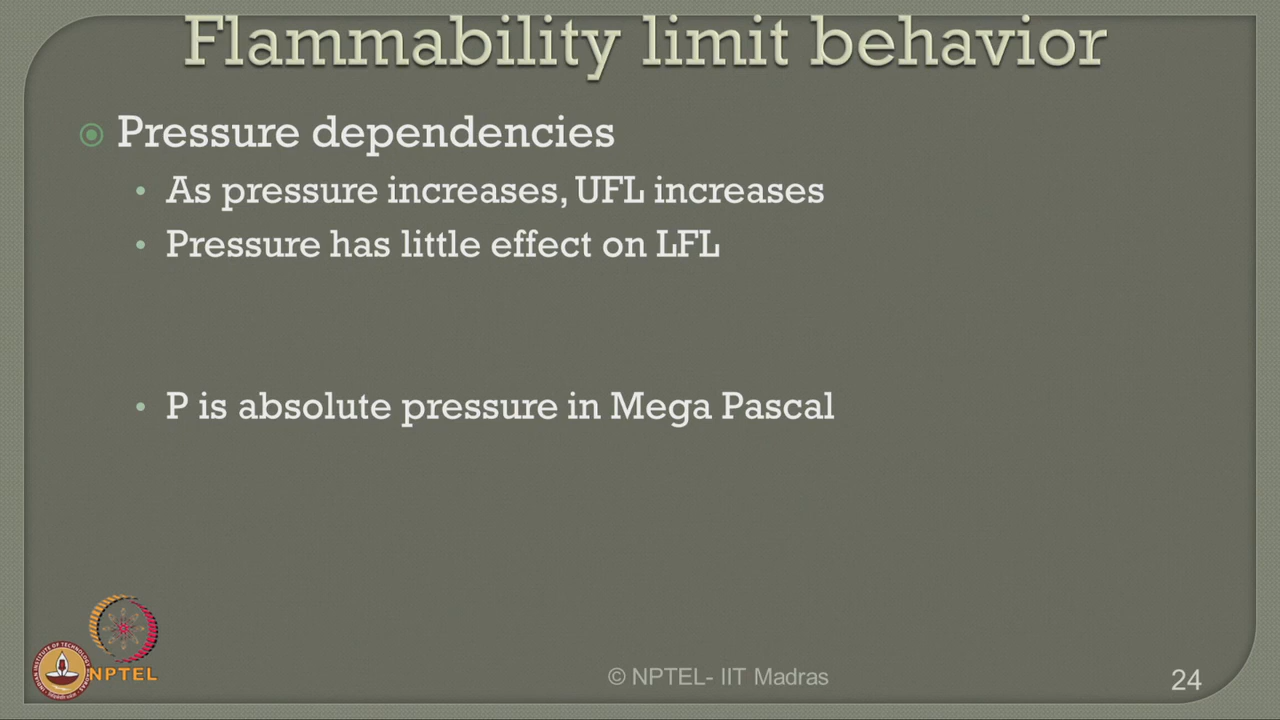 Flammability limit behavior
Pressure dependencies
As pressure increases, UFL increases
Pressure has little effect on LFL
P is absolute pressure in Mega Pascal
NPTEL
© NPTEL- IIT Madras
24